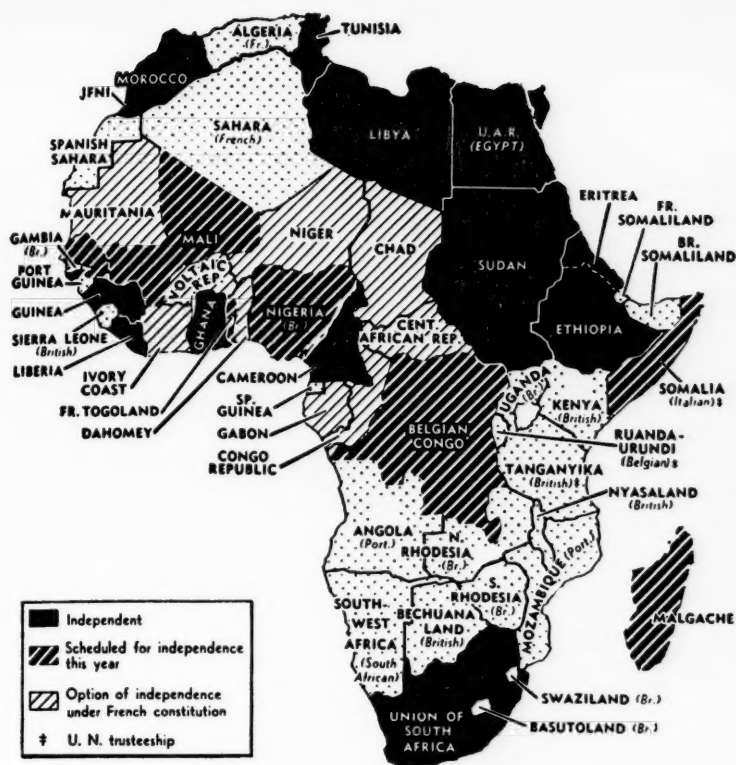 ALGERIA
(Fr.)
TUNISIA
MOROCCO
JFNI
SAHARA
(French)
LIBYA
U.A.R.
(EGYPT)
SPANISH
SAHARA
MAURITANIA
MALI
NIGER
CHAD
SUDAN
ERITREA
FR.
SOMALILAND
BR.
SOMALILAND
GAMBIA
(Br.)
PORT
GUINEA
GUINEA
SIERRA LEONE
(British)
LIBERIA
VOLTAIC
REP.
GHANA
NIGERIA
(Br.)
CENT.
AFRICAN REP.
ETHIOPIA
IVORY
COAST
FR. TOGOLAND
DAHOMEY
CAMEROON
SP.
GUINEA
GABON
CONGO
REPUBLIC
BELGIAN
CONGO
UGANDA
(Br.)
KENYA
(British)
SOMALIA
(Italian)‡
RUANDA-
URUNDI
(Belgian)‡
TANGANYIKA
(British)‡
NYASALAND
(British)
ANGOLA
(Port.)
N.
RHODESIA
(Br.)
S.
RHODESIA
(Br.)
MOZAMBIQUE (Port.)
MALGACHE
SOUTH-
WEST
AFRICA
(South
African)
BECHUANA
LAND
(British)
UNION OF
SOUTH
AFRICA
SWAZILAND (Br.)
BASUTOLAND (Br.)
Independent
Scheduled for independence
this year
Option of independence
under French constitution
‡ U. N. trusteeship